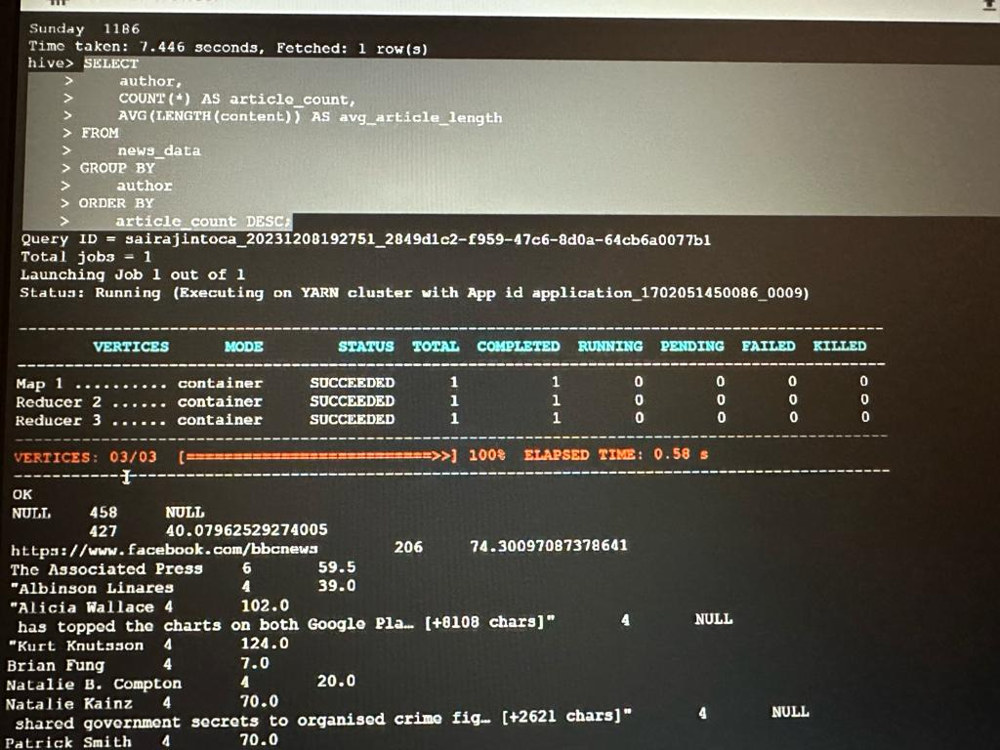 Sunday 1186
Time taken: 7.446 seconds, Fetched: 1 row(s)
hive> SELECT
> author,
> COUNT(*) AS article_count,
> AVG(LENGTH(content)) AS avg_article_length
> FROM
> news_data
> GROUP BY
> author
> ORDER BY
> article_count DESC;
Query ID = sairajintoca_20231208192751_2849d1c2-f959-47c6-8d0a-64cb6a0077b1
Total jobs = 1
Launching Job 1 out of 1
Status: Running (Executing on YARN cluster with App id application_1702051450086_0009)
----------------------------------------------------------------------------------------------
VERTICES MODE STATUS TOTAL COMPLETED RUNNING PENDING FAILED KILLED
----------------------------------------------------------------------------------------------
Map 1 .......... container SUCCEEDED 1 1 0 0 0 0
Reducer 2 ...... container SUCCEEDED 1 1 0 0 0 0
Reducer 3 ...... container SUCCEEDED 1 1 0 0 0 0
----------------------------------------------------------------------------------------------
VERTICES: 03/03 [==========================>>] 100% ELAPSED TIME: 0.58 s
----------------------------------------------------------------------------------------------
OK
NULL 458 NULL
427 40.07962529274005
https://www.facebook.com/bbcnews 206 74.30097087378641
The Associated Press 6 59.5
"Albinson Linares 4 39.0
"Alicia Wallace 4 102.0
has topped the charts on both Google Pla… [+8108 chars]" 4 NULL
"Kurt Knutsson 4 124.0
Brian Fung 4 7.0
Natalie B. Compton 4 20.0
Natalie Kainz 4 70.0
shared government secrets to organised crime fig… [+2621 chars]" 4 NULL
Patrick Smith 4 70.0